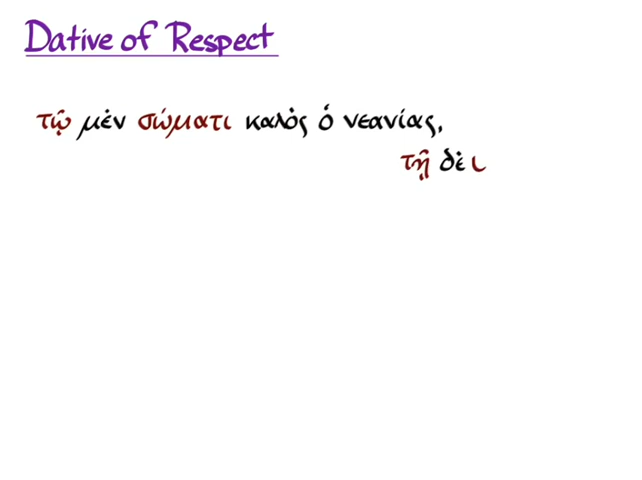 Dative of Respect
τῷ μὲν σώματι καλὸς ὁ νεανίας,
τῇ δὲ